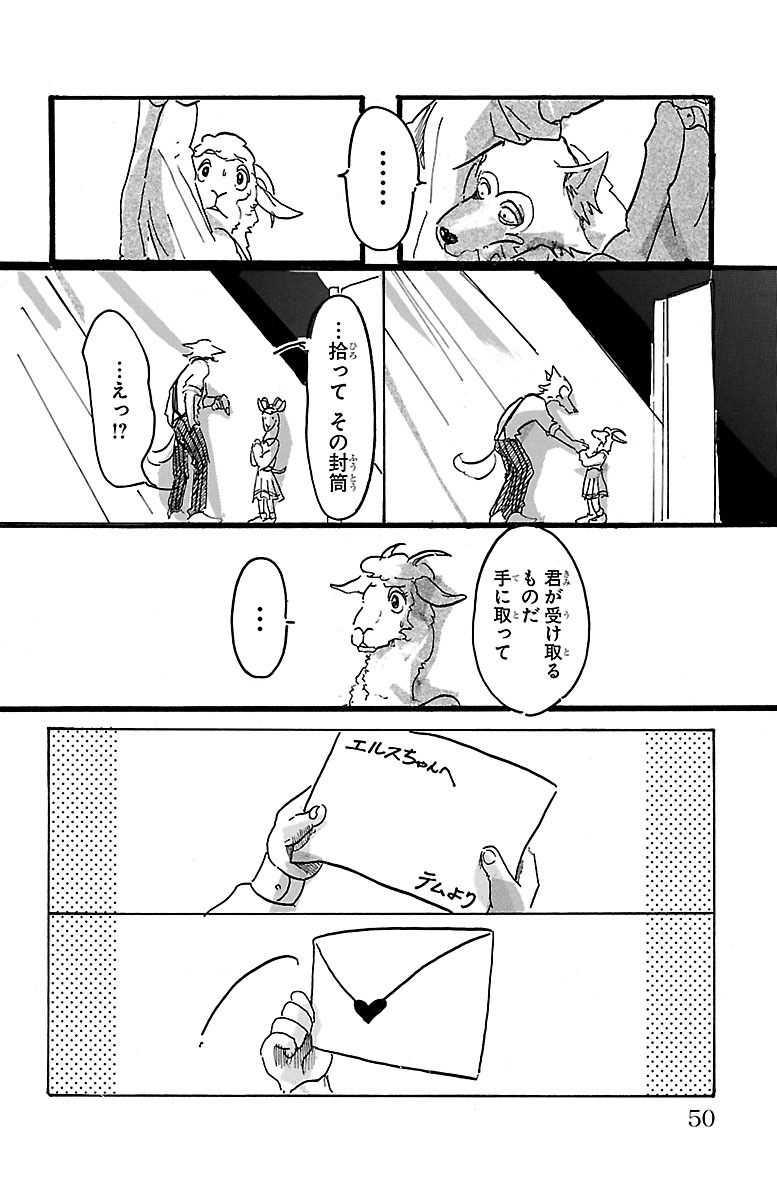 ……
…拾って その封筒
…えっ!?
君が受け取る
ものだ
手に取って
…
エルスちゃんへ
テムより
50